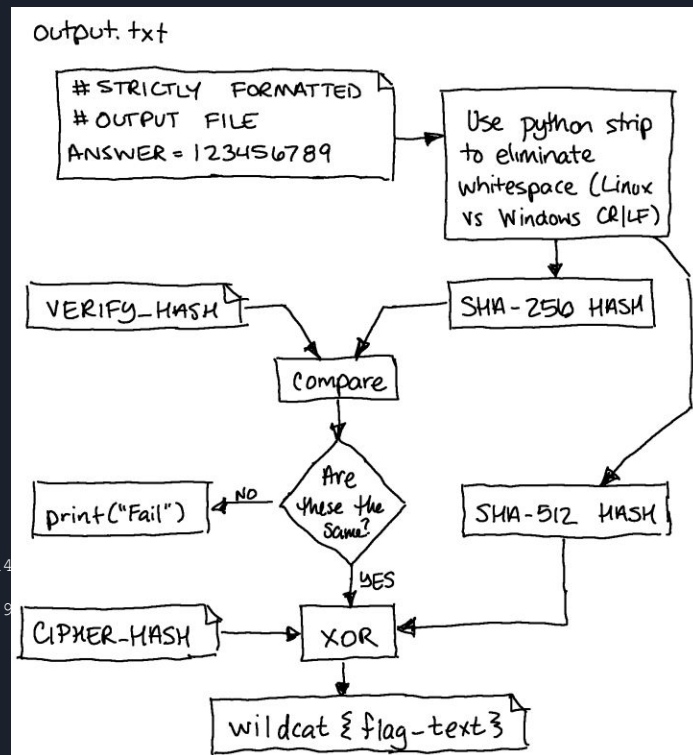 output.txt
# STRICTLY FORMATTED
# OUTPUT FILE
ANSWER = 123456789
Use python strip
to eliminate
whitespace (Linux
vs Windows CR/LF)
VERIFY_HASH
SHA-256 HASH
Compare
Are
these the
same?
NO
print("Fail")
SHA-512 HASH
YES
4
9
CIPHER-HASH
XOR
wildcat {flag-text}